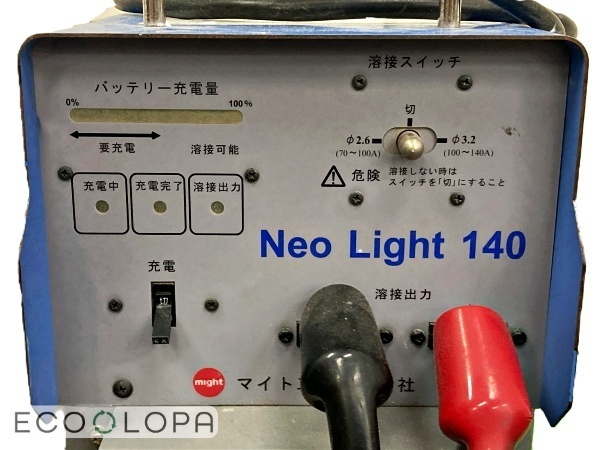 溶接スイッチ
バッテリー充電量
0% 100%
要充電 溶接可能
切
φ2.6 φ3.2
(70〜100A) (100〜140A)
危険 溶接しない時は
スイッチを「切」にすること
充電中 充電完了 溶接出力
Neo Light 140
充電
切
溶接出力
might マイト
社
ECOLOPA